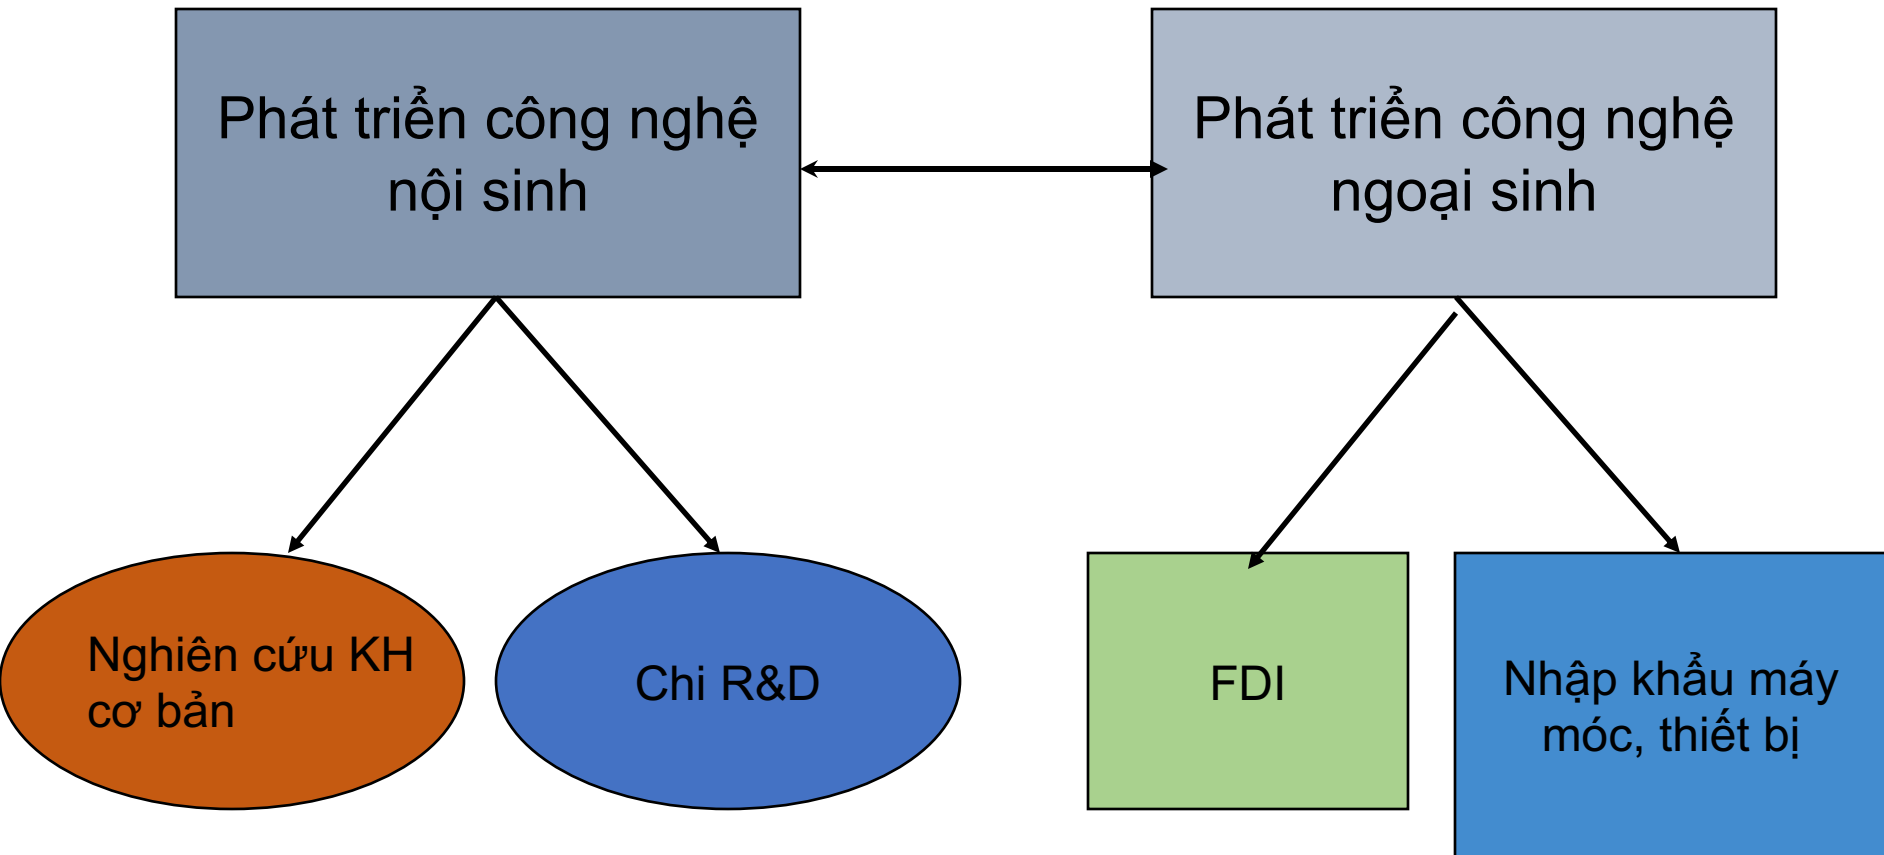 Phát triển công nghệ
nội sinh
Phát triển công nghệ
ngoại sinh
Nghiên cứu KH
cơ bản
Chi R&D
FDI
Nhập khẩu máy
móc, thiết bị